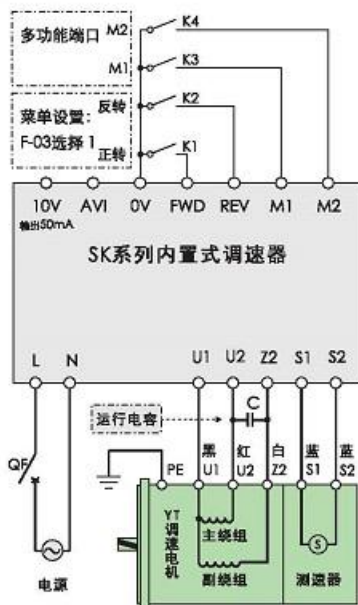 多功能端口
M2
K4
M1
K3
菜单设置:
F-03选择 1
反转
K2
正转
K1
10V AVI 0V FWD REV M1 M2
输出50mA
SK系列内置式调速器
L N U1 U2 Z2 S1 S2
运行电容
C
QF
PE
黑 红 白 蓝 蓝
U1 U2 Z2 S1 S2
YT
调速电机
主绕组
副绕组
S
测速器
电源